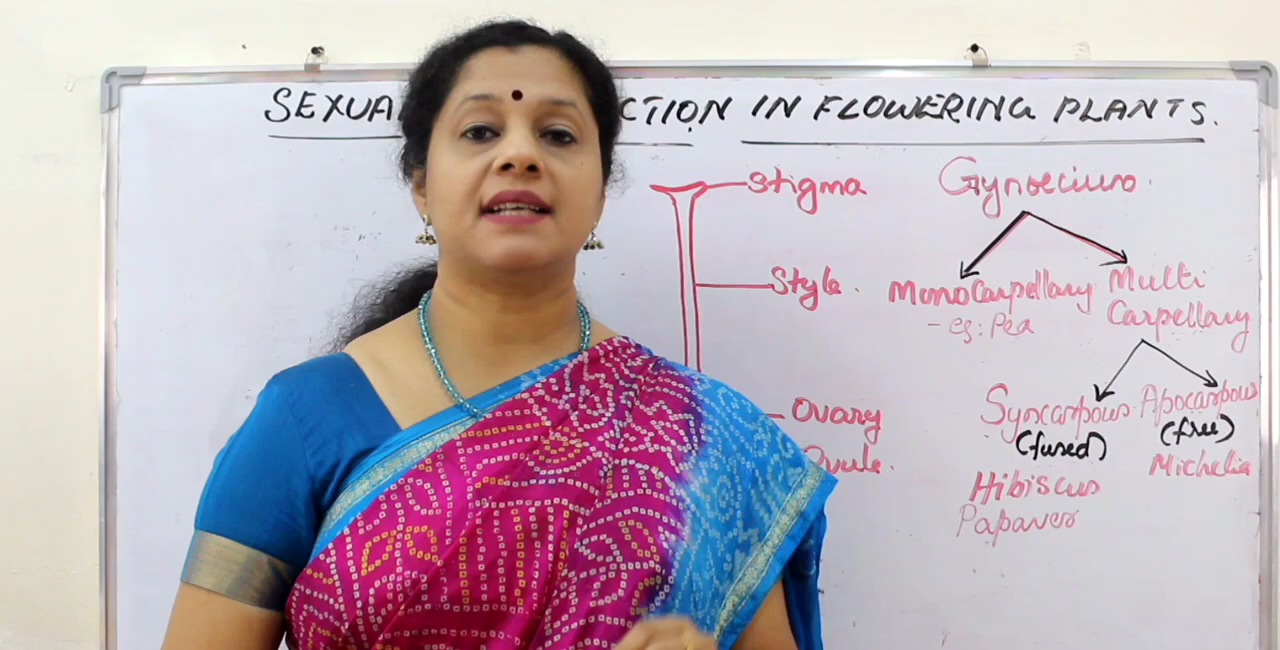 SEXUA CTION IN FLOWERING PLANTS.
Stigma
Style.
Ovary
Ovule.
Gynoecium.
Monocarpellary
- eg: Pea
Multi
Carpellary
Syncarpous
(fused)
Hibiscus
Papaver
Apocarpous
(free)
Michelia